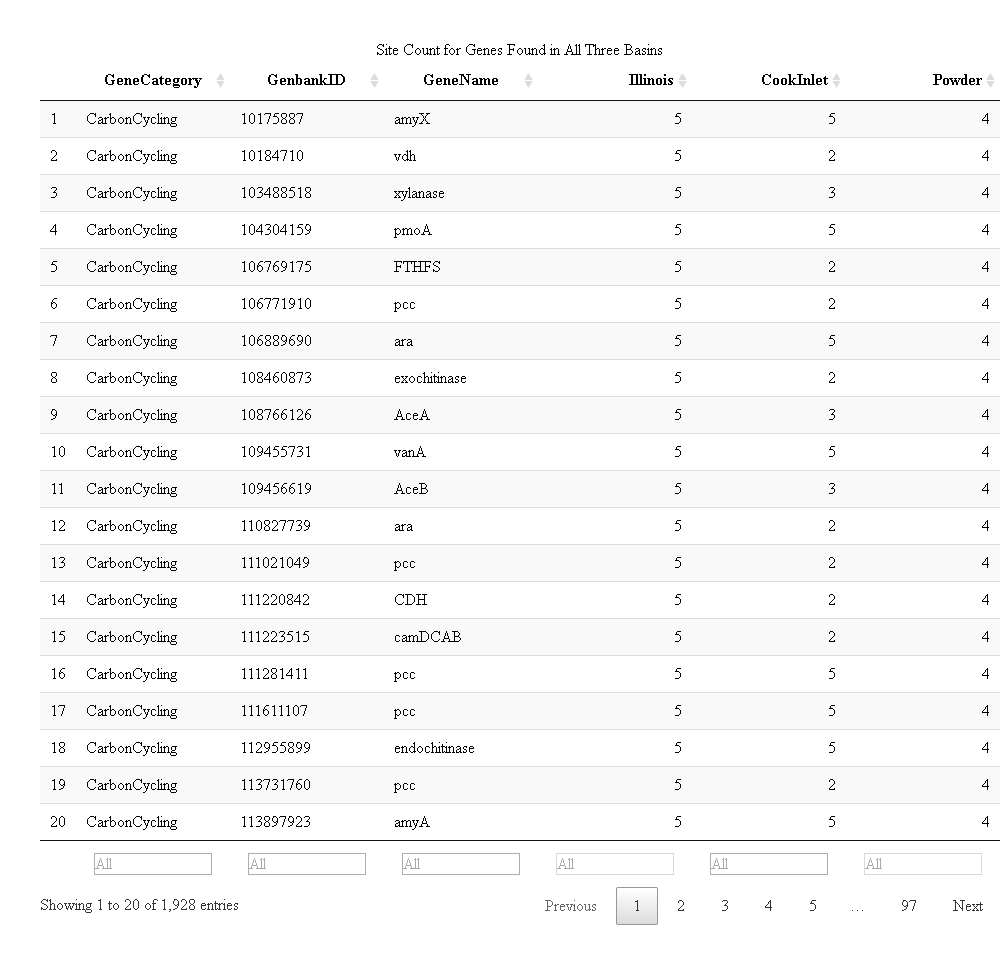 Site Count for Genes Found in All Three Basins
GeneCategory GenbankID GeneName Illinois CookInlet Powder
1 CarbonCycling 10175887 amyX 5 5 4
2 CarbonCycling 10184710 vdh 5 2 4
3 CarbonCycling 103488518 xylanase 5 3 4
4 CarbonCycling 104304159 pmoA 5 5 4
5 CarbonCycling 106769175 FTHFS 5 2 4
6 CarbonCycling 106771910 pcc 5 2 4
7 CarbonCycling 106889690 ara 5 5 4
8 CarbonCycling 108460873 exochitinase 5 2 4
9 CarbonCycling 108766126 AceA 5 3 4
10 CarbonCycling 109455731 vanA 5 5 4
11 CarbonCycling 109456619 AceB 5 3 4
12 CarbonCycling 110827739 ara 5 2 4
13 CarbonCycling 111021049 pcc 5 2 4
14 CarbonCycling 111220842 CDH 5 2 4
15 CarbonCycling 111223515 camDCAB 5 2 4
16 CarbonCycling 111281411 pcc 5 5 4
17 CarbonCycling 111611107 pcc 5 5 4
18 CarbonCycling 112955899 endochitinase 5 5 4
19 CarbonCycling 113731760 pcc 5 2 4
20 CarbonCycling 113897923 amyA 5 5 4
All All All All All All
Showing 1 to 20 of 1,928 entries Previous 1 2 3 4 5 … 97 Next